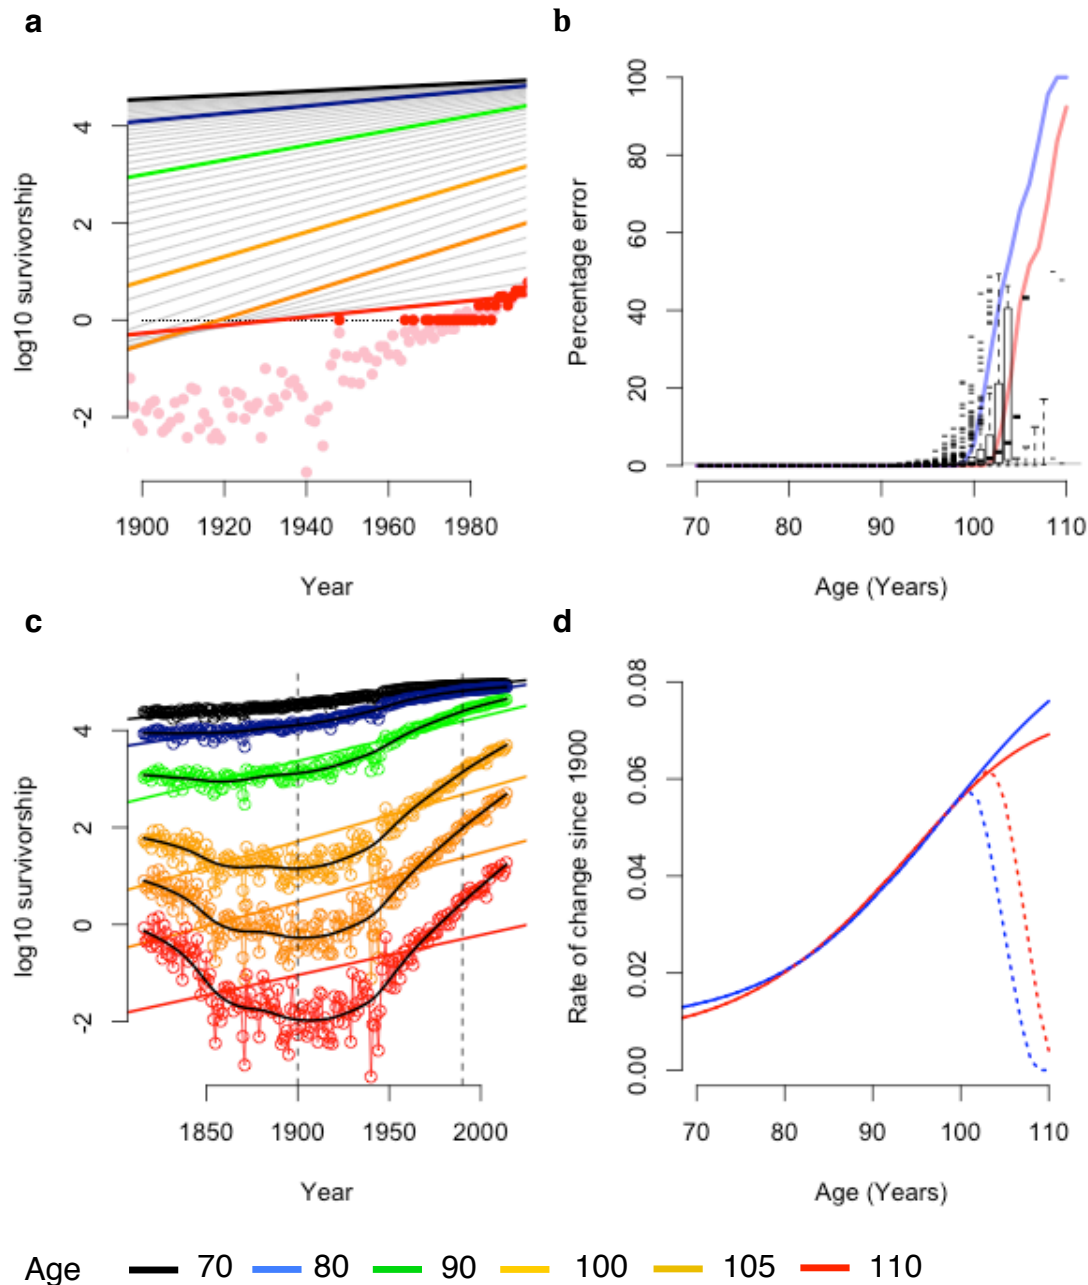 a
b
log10 survivorship
4
2
0
-2
1900 1920 1940 1960 1980
Year
Percentage error
100
80
60
40
20
0
70 80 90 100 110
Age (Years)
c
d
log10 survivorship
4
2
0
-2
1850 1900 1950 2000
Year
Rate of change since 1900
0.08
0.06
0.04
0.02
0.00
70 80 90 100 110
Age (Years)
Age 70 80 90 100 105 110